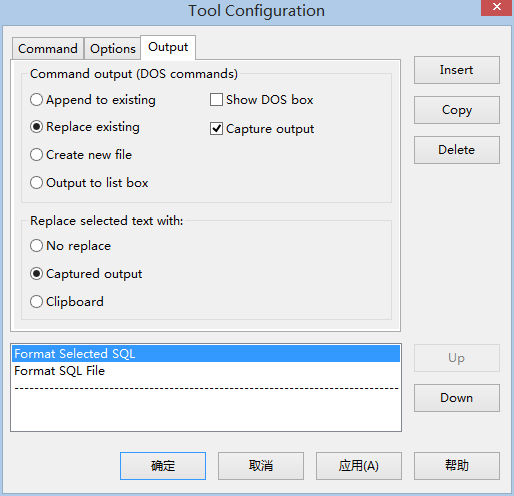 Tool Configuration
Command Options Output
Command output (DOS commands)
Append to existing
Show DOS box
Replace existing
Capture output
Create new file
Output to list box
Replace selected text with:
No replace
Captured output
Clipboard
Insert
Copy
Delete
Format Selected SQL
Format SQL File
Up
Down
确定 取消 应用(A) 帮助